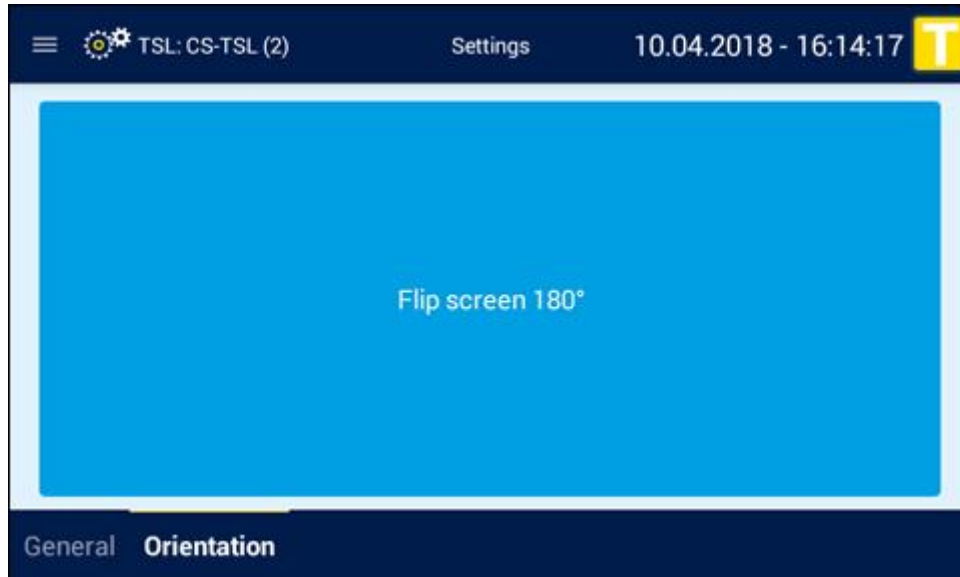 TSL: CS-TSL (2) Settings 10.04.2018 - 16:14:17 T
Flip screen 180°
General Orientation